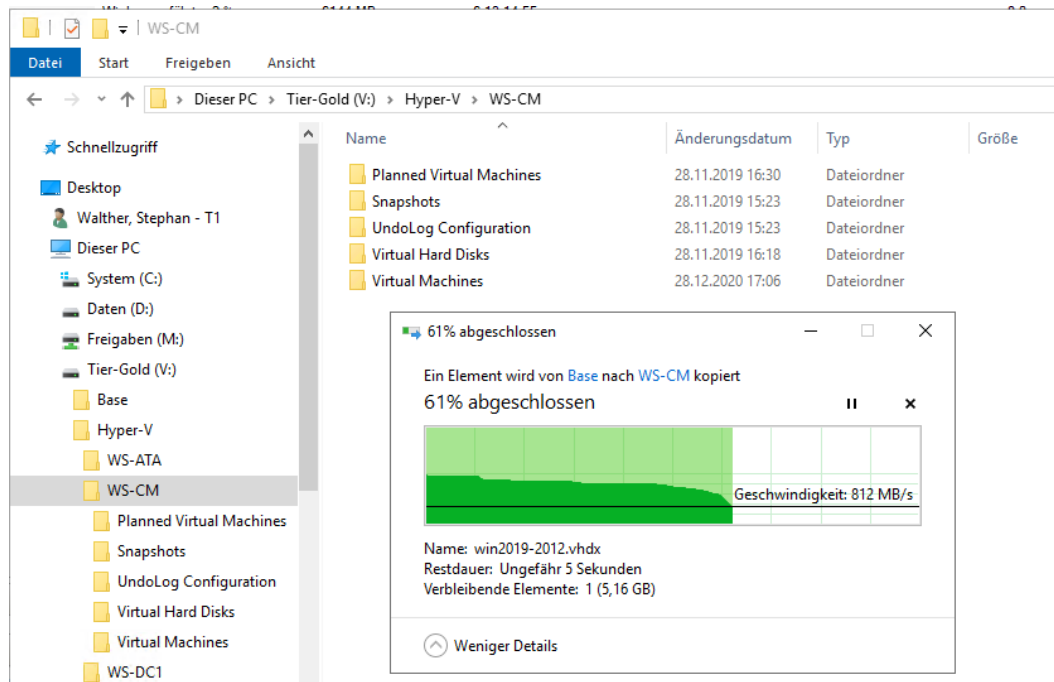 WS-CM
Datei Start Freigeben Ansicht
Dieser PC > Tier-Gold (V:) > Hyper-V > WS-CM
Schnellzugriff
Desktop
Walther, Stephan - T1
Dieser PC
System (C:)
Daten (D:)
Freigaben (M:)
Tier-Gold (V:)
Base
Hyper-V
WS-ATA
WS-CM
Planned Virtual Machines
Snapshots
UndoLog Configuration
Virtual Hard Disks
Virtual Machines
WS-DC1
Name Änderungsdatum Typ Größe
Planned Virtual Machines 28.11.2019 16:30 Dateiordner
Snapshots 28.11.2019 15:23 Dateiordner
UndoLog Configuration 28.11.2019 15:23 Dateiordner
Virtual Hard Disks 28.11.2019 16:18 Dateiordner
Virtual Machines 28.12.2020 17:06 Dateiordner
61% abgeschlossen
Ein Element wird von Base nach WS-CM kopiert
61% abgeschlossen
Geschwindigkeit: 812 MB/s
Name: win2019-2012.vhdx
Restdauer: Ungefähr 5 Sekunden
Verbleibende Elemente: 1 (5,16 GB)
Weniger Details